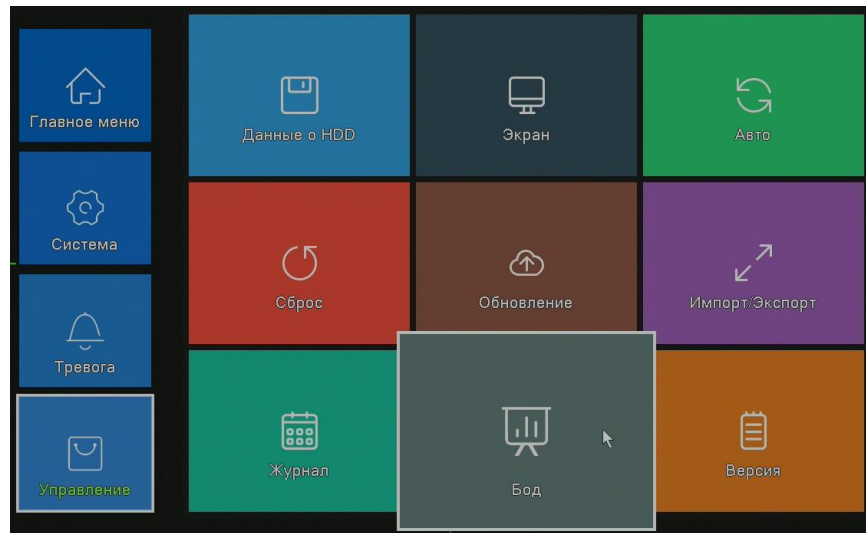 Главное меню
Система
Тревога
Управление
Данные о HDD
Экран
Авто
Сброс
Обновление
Импорт/Экспорт
Журнал
Бод
Версия